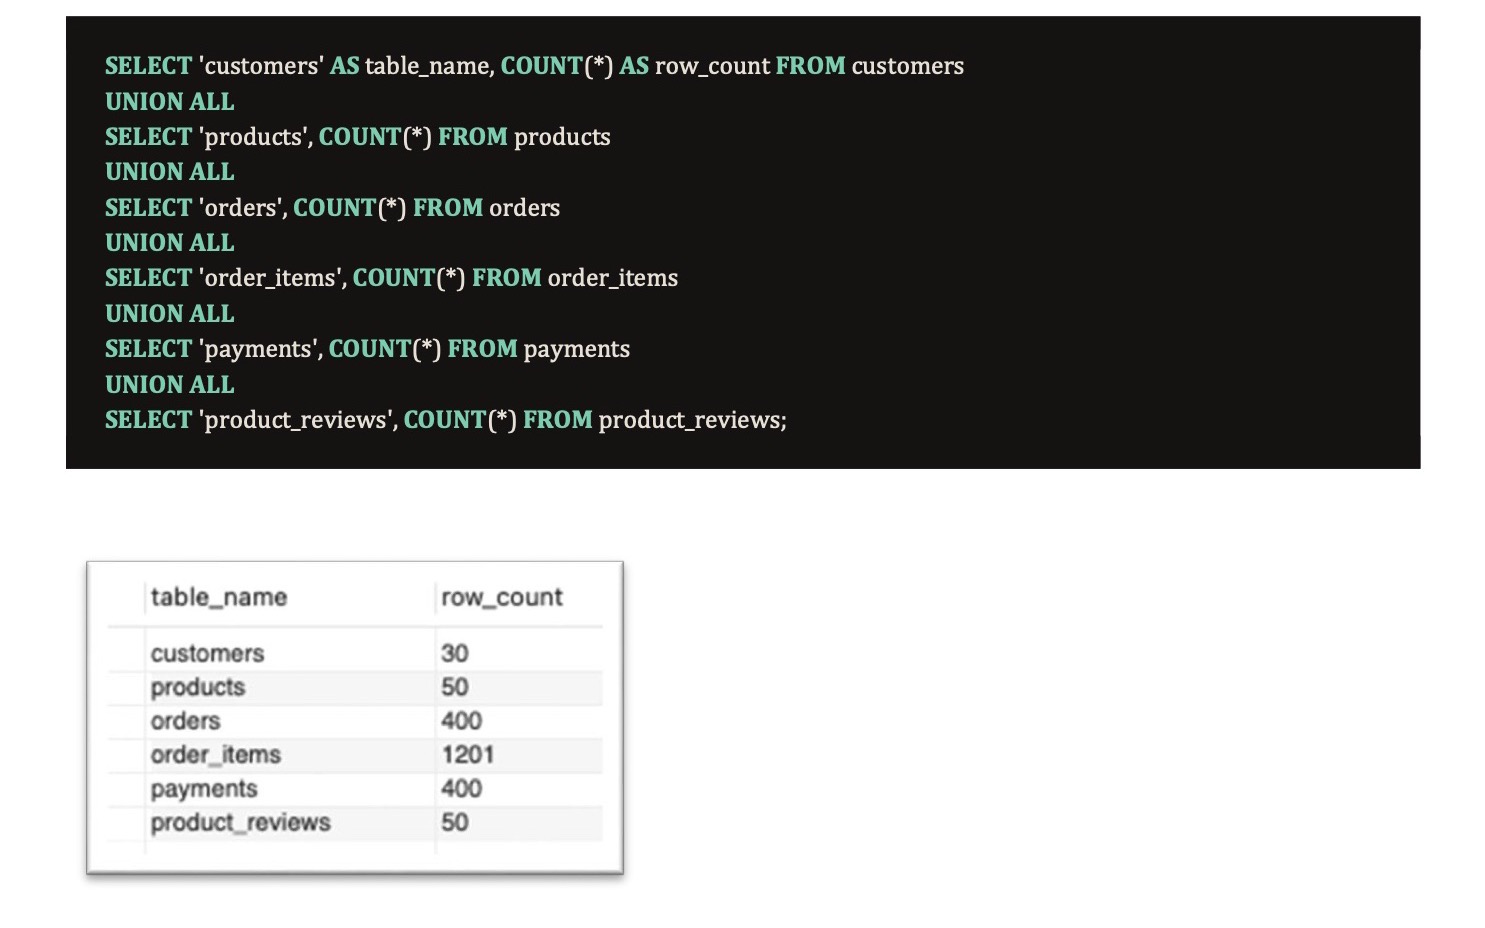 SELECT 'customers' AS table_name, COUNT(*) AS row_count FROM customers
UNION ALL
SELECT 'products', COUNT(*) FROM products
UNION ALL
SELECT 'orders', COUNT(*) FROM orders
UNION ALL
SELECT 'order_items', COUNT(*) FROM order_items
UNION ALL
SELECT 'payments', COUNT(*) FROM payments
UNION ALL
SELECT 'product_reviews', COUNT(*) FROM product_reviews;
table_name row_count
customers 30
products 50
orders 400
order_items 1201
payments 400
product_reviews 50